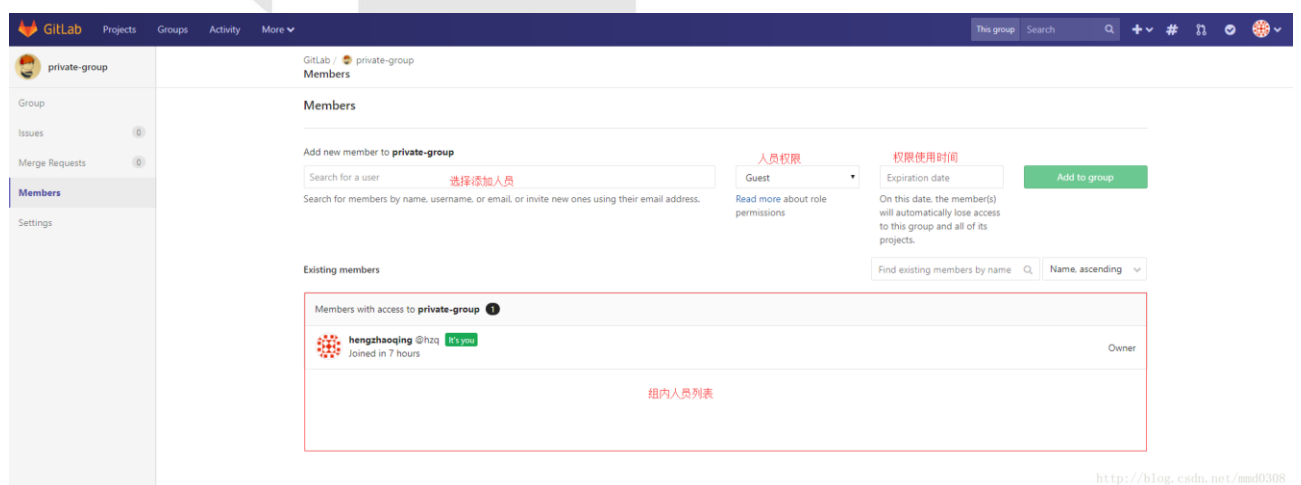 GitLab Projects Groups Activity More This group Search
private-group
GitLab / private-group
Members
Group
Issues 0
Merge Requests 0
Members
Settings
Members
Add new member to private-group
人员权限
权限使用时间
Search for a user
选择添加人员
Guest
Expiration date
Add to group
Search for members by name, username, or email, or invite new ones using their email address.
Read more about role
permissions
On this date, the member(s)
will automatically lose access
to this group and all of its
projects.
Existing members
Find existing members by name
Name, ascending
Members with access to private-group 1
hengzhaoqing @hzq It's you
Joined in 7 hours
Owner
组内人员列表
http://blog.csdn.net/mmd0308